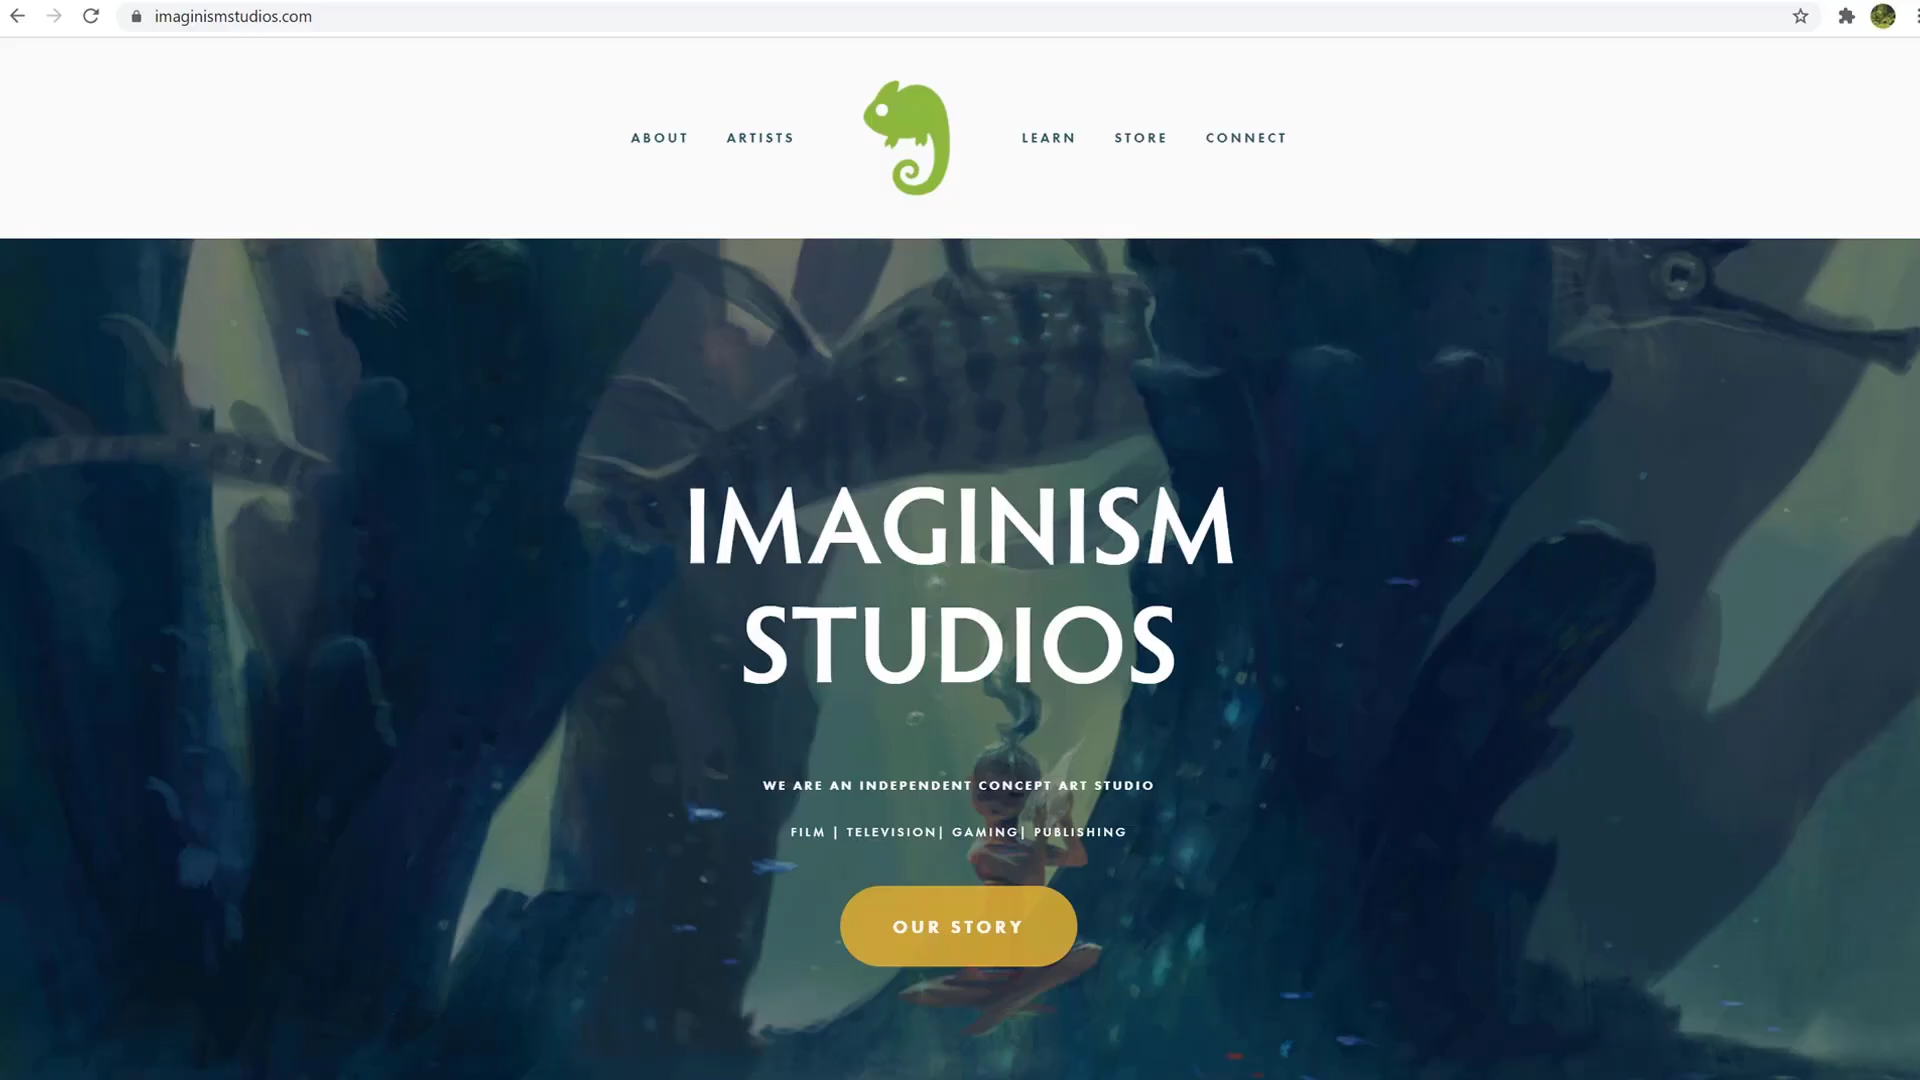 imaginismstudios.com
ABOUT ARTISTS LEARN STORE CONNECT
IMAGINISM
STUDIOS
WE ARE AN INDEPENDENT CONCEPT ART STUDIO
FILM | TELEVISION| GAMING| PUBLISHING
OUR STORY